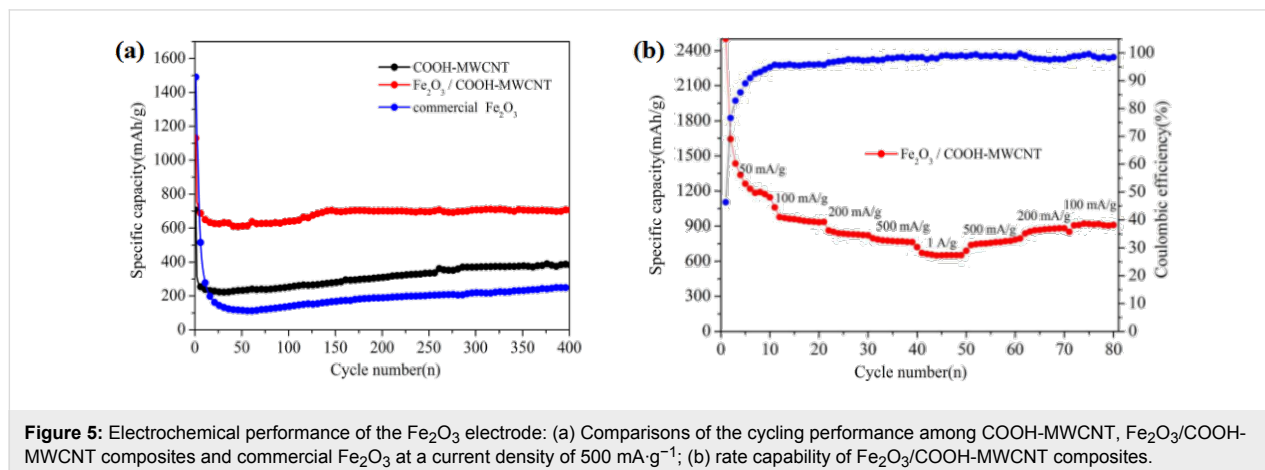 (a)
1600
1400
1200
1000
800
600
400
200
0
Specific capacity(mAh/g)
COOH-MWCNT
Fe₂O₃ / COOH-MWCNT
commercial Fe₂O₃
0 50 100 150 200 250 300 350 400
Cycle number(n)
(b)
2400
2100
1800
1500
1200
900
600
300
0
Specific capacity(mAh/g)
Fe₂O₃ / COOH-MWCNT
50 mA/g
100 mA/g
200 mA/g
500 mA/g
1 A/g
500 mA/g
200 mA/g
100 mA/g
100
90
80
70
60
50
40
30
20
10
0
Coulombic efficiency(%)
0 10 20 30 40 50 60 70 80
Cycle number(n)
Figure 5: Electrochemical performance of the Fe₂O₃ electrode: (a) Comparisons of the cycling performance among COOH-MWCNT, Fe₂O₃/COOH-
MWCNT composites and commercial Fe₂O₃ at a current density of 500 mA·g⁻¹; (b) rate capability of Fe₂O₃/COOH-MWCNT composites.